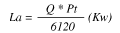 La = Q * Pt / 6120 (Kw)